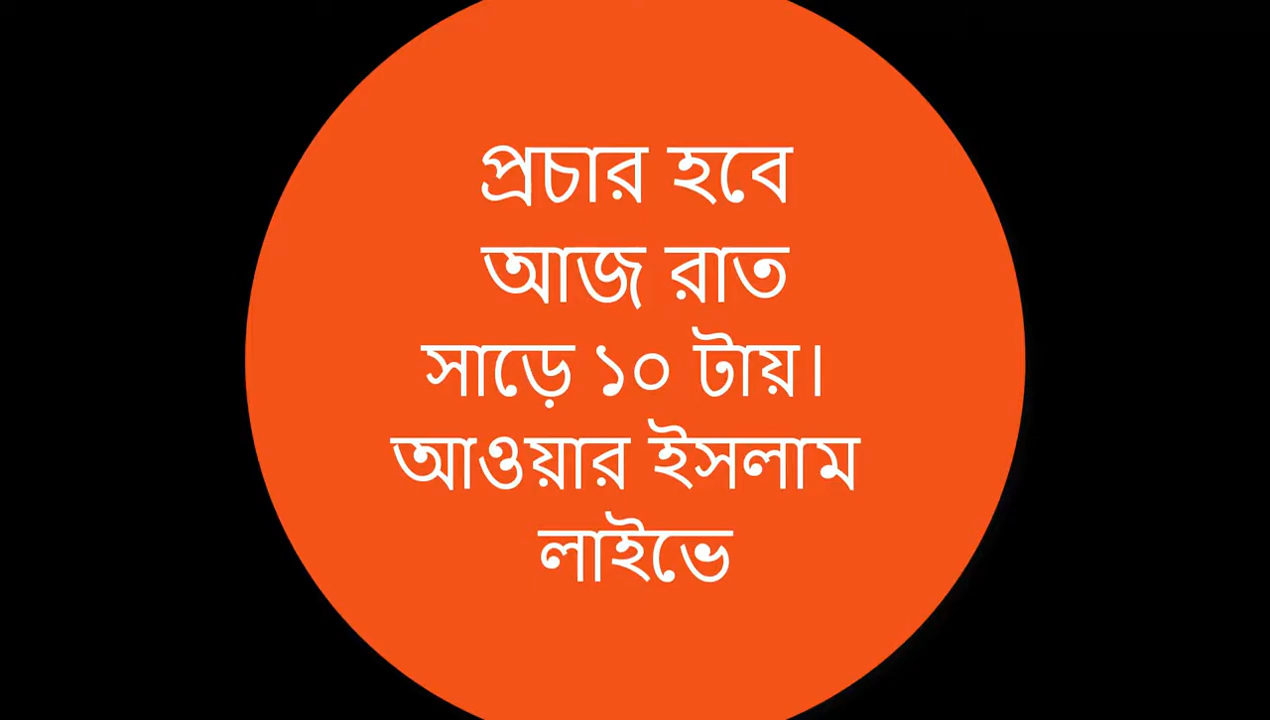 প্রচার হবে
আজ রাত
সাড়ে ১০ টায়।
আওয়ার ইসলাম
লাইভে